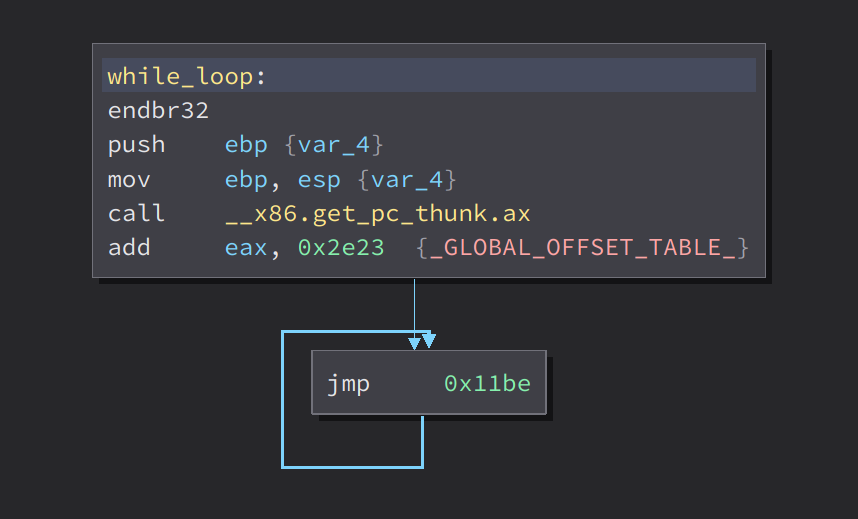 while_loop:
endbr32
push ebp {var_4}
mov ebp, esp {var_4}
call __x86.get_pc_thunk.ax
add eax, 0x2e23 {_GLOBAL_OFFSET_TABLE_}
jmp 0x11be